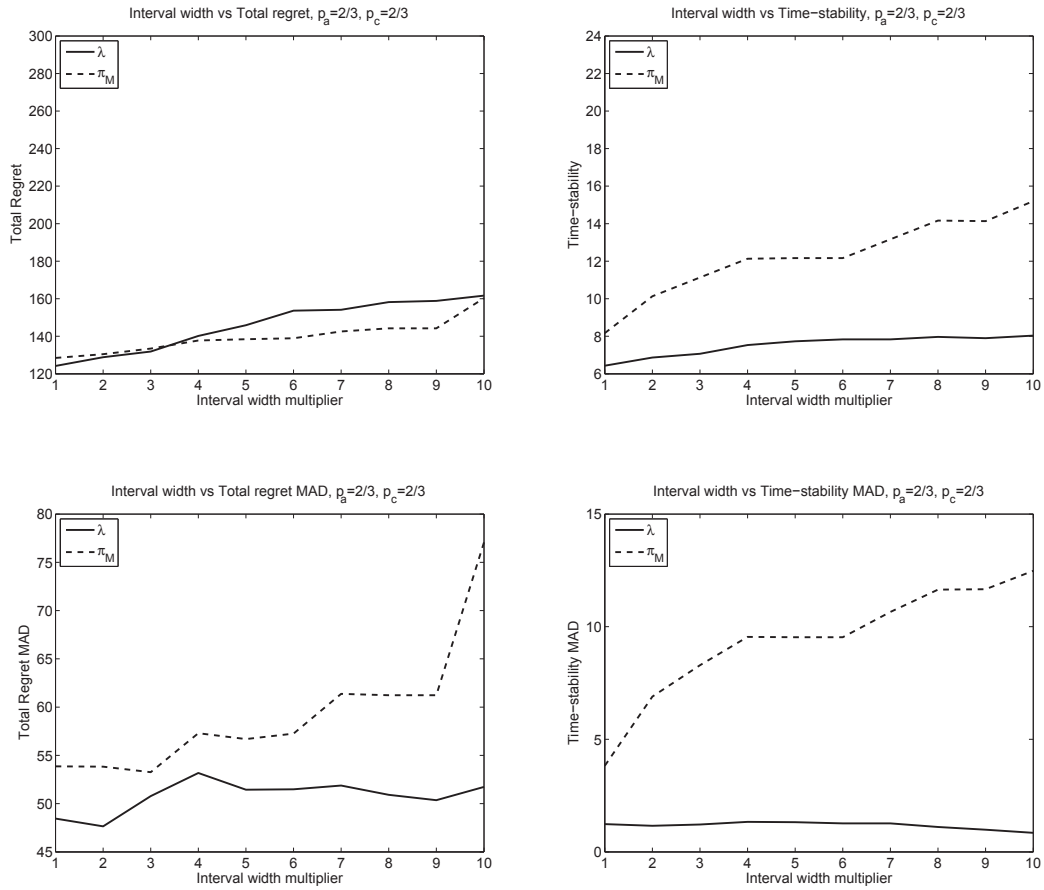 Interval width vs Total regret, p_a=2/3, p_c=2/3
300
280
260
240
220
200
180
160
140
120
Total Regret
λ
π_M
1 2 3 4 5 6 7 8 9 10
Interval width multiplier
Interval width vs Time−stability, p_a=2/3, p_c=2/3
24
22
20
18
16
14
12
10
8
6
Time−stability
λ
π_M
1 2 3 4 5 6 7 8 9 10
Interval width multiplier
Interval width vs Total regret MAD, p_a=2/3, p_c=2/3
80
75
70
65
60
55
50
45
Total Regret MAD
λ
π_M
1 2 3 4 5 6 7 8 9 10
Interval width multiplier
Interval width vs Time−stability MAD, p_a=2/3, p_c=2/3
15
10
5
0
Time−stability MAD
λ
π_M
1 2 3 4 5 6 7 8 9 10
Interval width multiplier